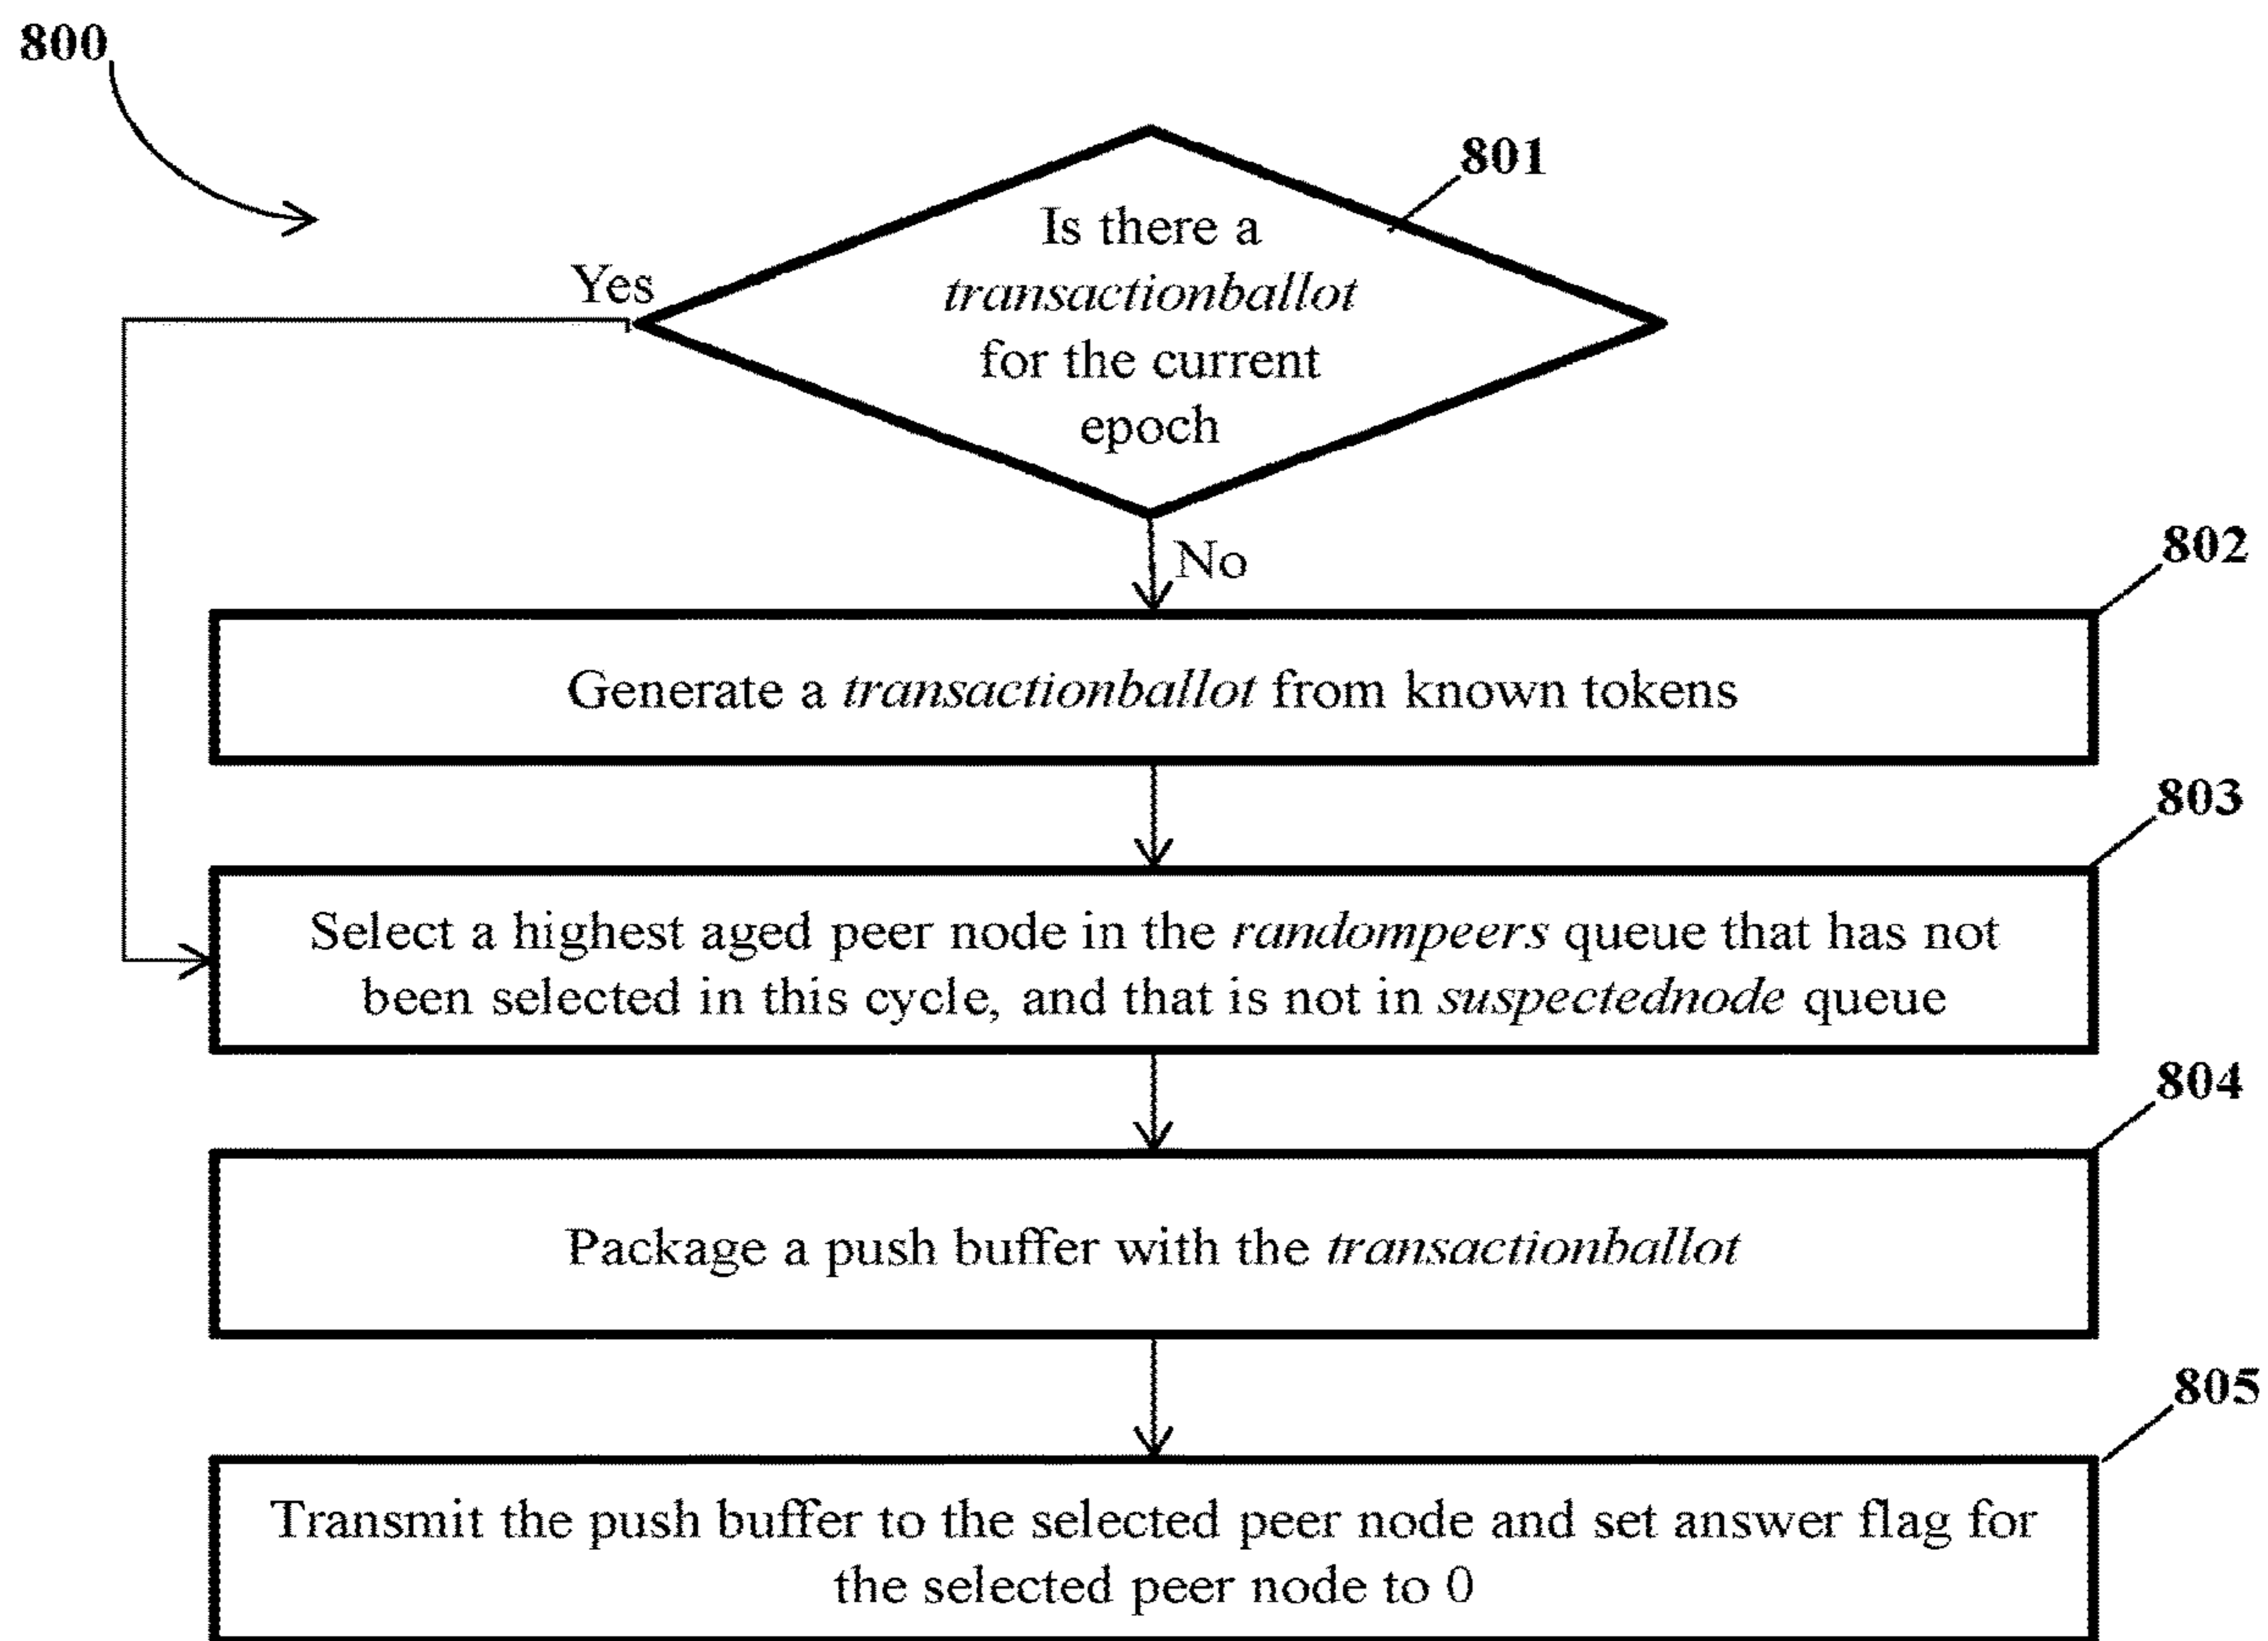 800
801
Is there a
transactionballot
for the current
epoch
Yes
No
802
Generate a transactionballot from known tokens
803
Select a highest aged peer node in the randompeers queue that has not
been selected in this cycle, and that is not in suspectednode queue
804
Package a push buffer with the transactionballot
805
Transmit the push buffer to the selected peer node and set answer flag for
the selected peer node to 0